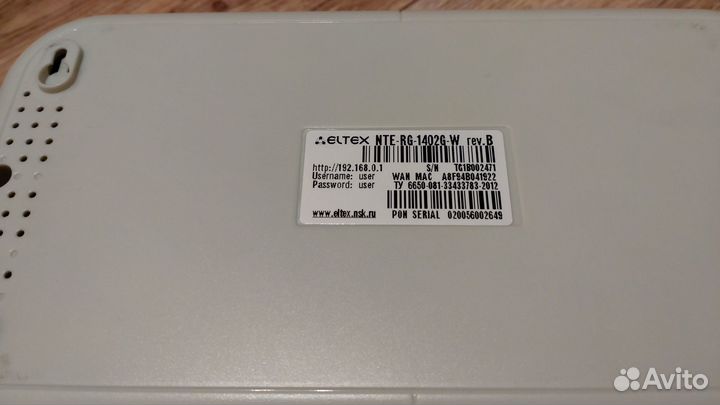 ELTEX NTE-RG-1402G-W rev.B
http://192.168.0.1 S/N TG1B002471
Username: user WAN MAC A8F94B041922
Password: user ТУ 6650-081-33433783-2012
www.eltex.nsk.ru PON SERIAL 020056002649
Avito